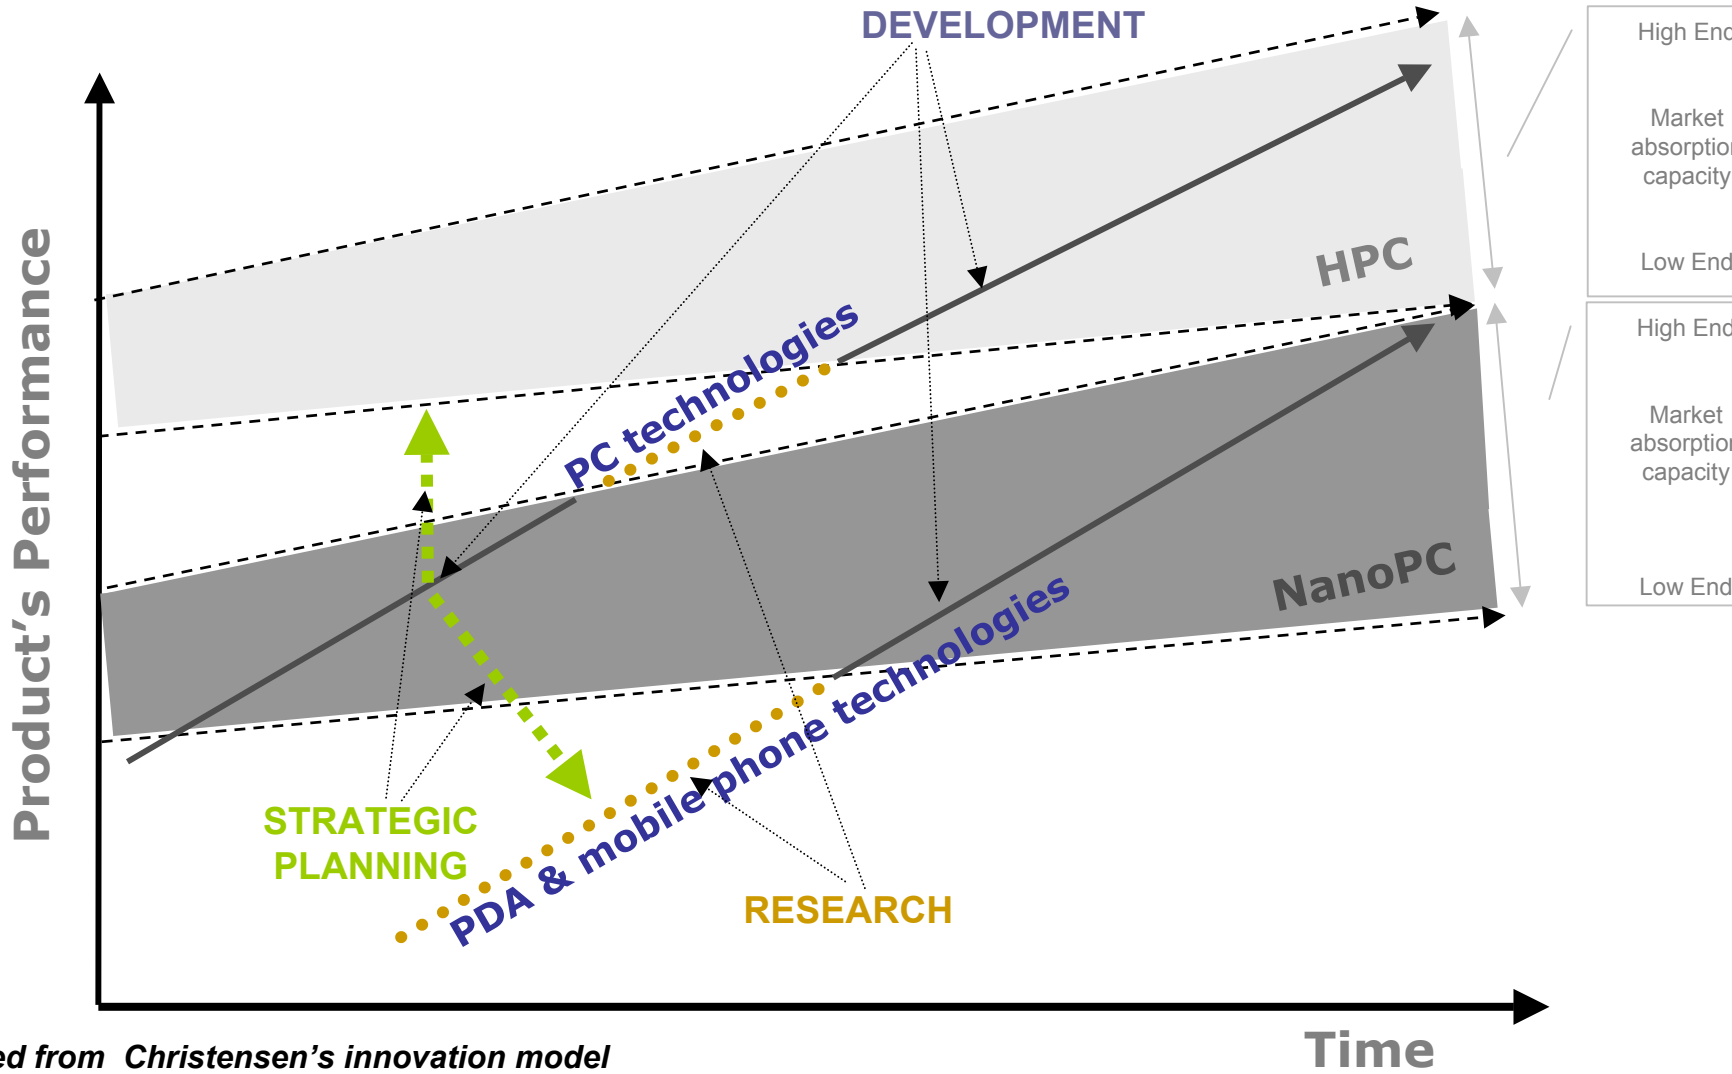 DEVELOPMENT
High End
Market
absorption
capacity
Low End
HPC
High End
Market
absorption
capacity
Low End
NanoPC
Product's Performance
PC technologies
PDA & mobile phone technologies
STRATEGIC
PLANNING
RESEARCH
Time
ed from Christensen's innovation model